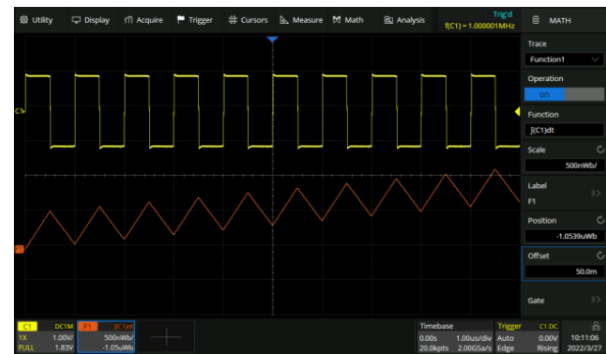 Utility Display Acquire Trigger Cursors Measure Math Analysis Trig'd
f(C1) = 1.000001MHz
MATH
Trace
Function1
Operation
on
Function
∫(C1)dt
Scale
500nWb/
Label
F1
Position
-1.0539uWb
Offset
50.0m
Gate
C1
C1 DC1M
1X 1.00V/
FULL 1.83V
F1 ∫(C1)dt
500nWb/
-1.05uWb
Timebase
0.00s 1.00us/div
20.0kpts 2.00GSa/s
Trigger C1 DC
Auto 0.00V
Edge Rising
10:11:06
2022/3/27